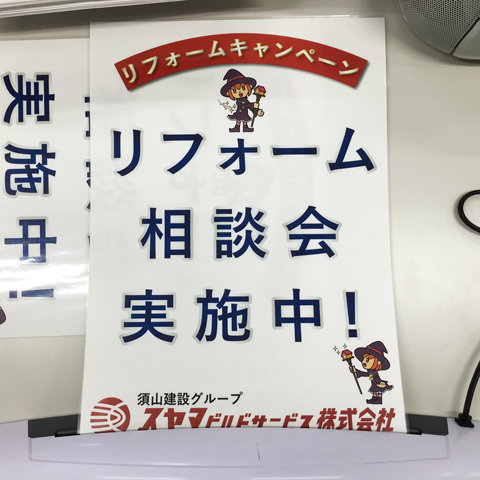 リフォームキャンペーン
リフォーム
相談会
実施中!
須山建設グループ
スヤマビルドサービス株式会社
実施中!